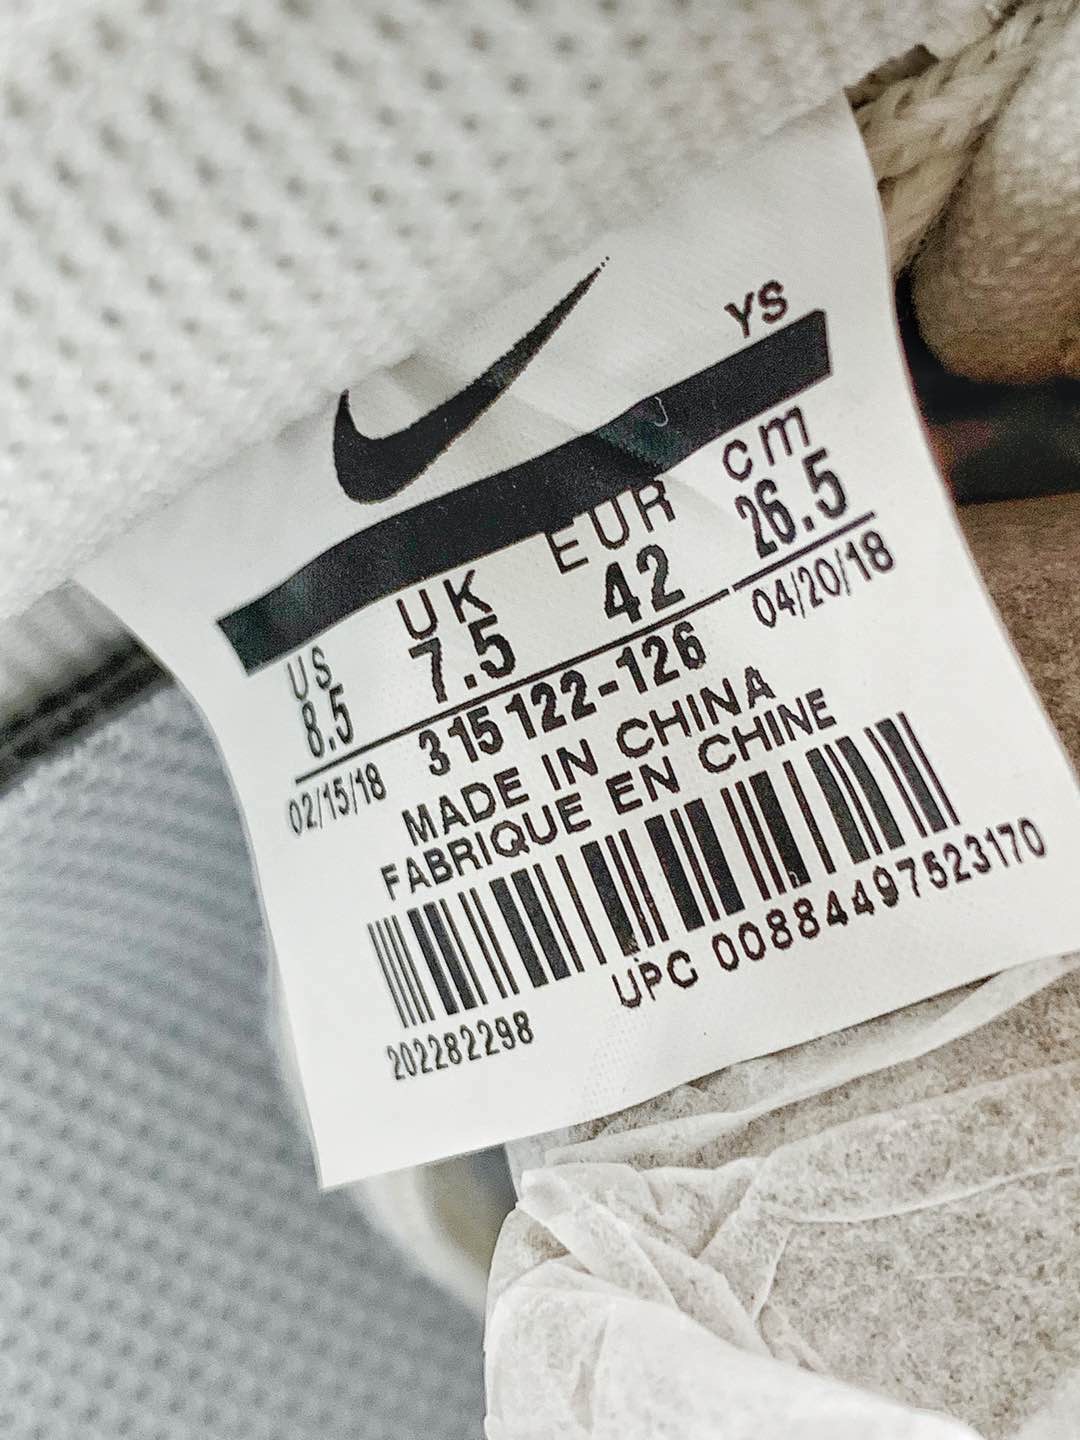 YS
US UK EUR cm
8.5 7.5 42 26.5
02/15/18 315122-126 04/20/18
MADE IN CHINA
FABRIQUE EN CHINE
UPC 00884497523170
202282298